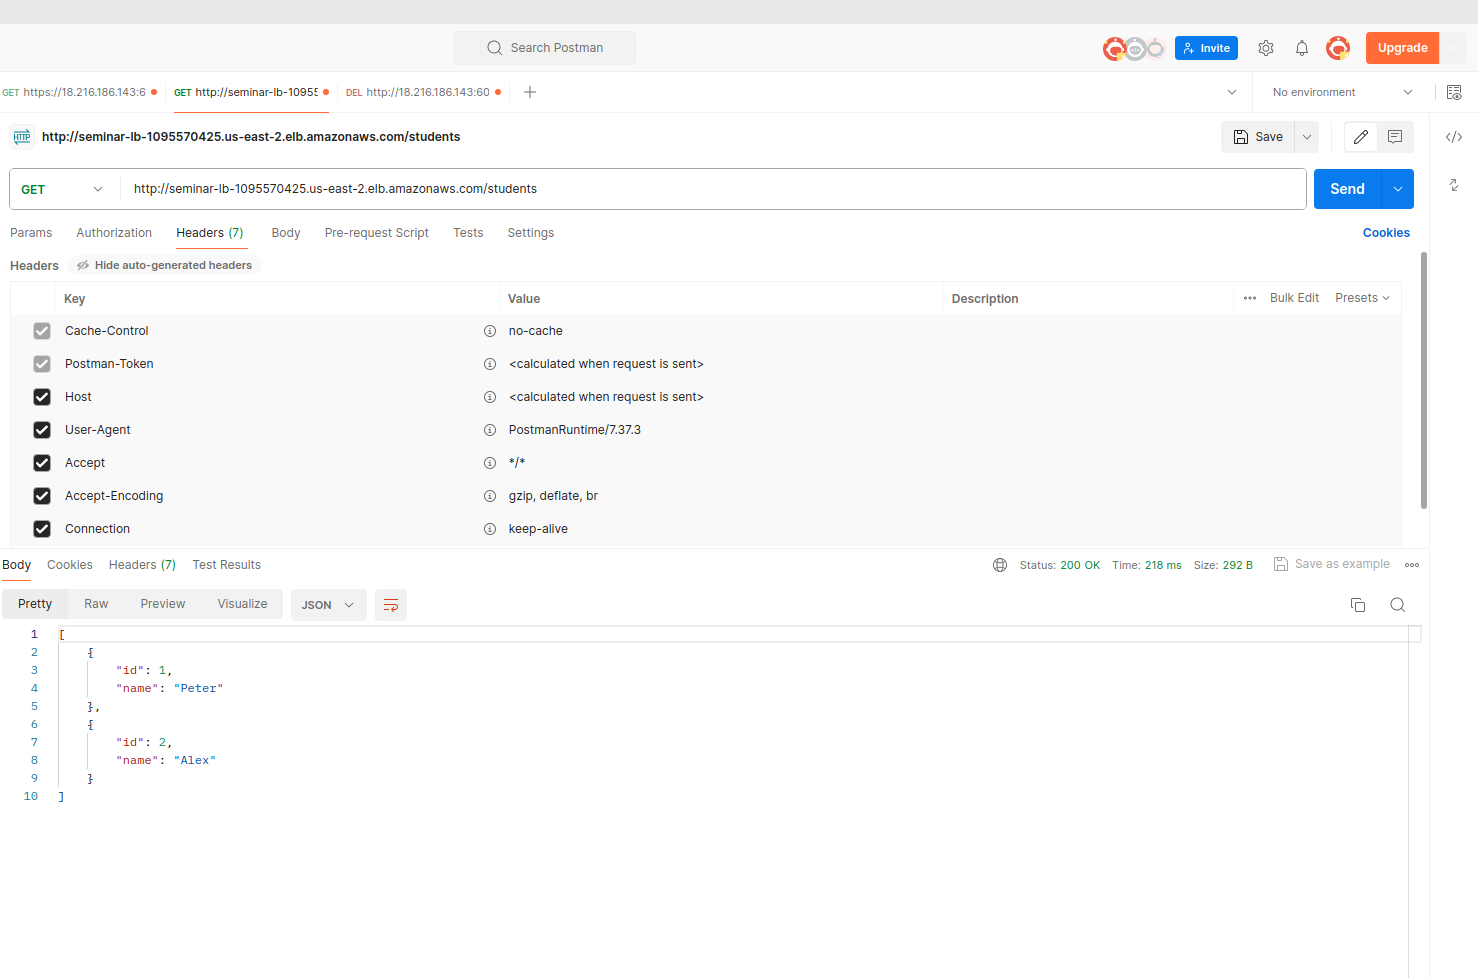 Search Postman
Invite
Upgrade
GET https://18.216.186.143:6
GET http://seminar-lb-10955
DEL http://18.216.186.143:60
No environment
HTTP http://seminar-lb-1095570425.us-east-2.elb.amazonaws.com/students
Save
GET http://seminar-lb-1095570425.us-east-2.elb.amazonaws.com/students
Send
Params Authorization Headers (7) Body Pre-request Script Tests Settings Cookies
Headers Hide auto-generated headers
Key Value Description Bulk Edit Presets
Cache-Control no-cache
Postman-Token <calculated when request is sent>
Host <calculated when request is sent>
User-Agent PostmanRuntime/7.37.3
Accept */*
Accept-Encoding gzip, deflate, br
Connection keep-alive
Body Cookies Headers (7) Test Results Status: 200 OK Time: 218 ms Size: 292 B Save as example
Pretty Raw Preview Visualize JSON
1 [
2 {
3 "id": 1,
4 "name": "Peter"
5 },
6 {
7 "id": 2,
8 "name": "Alex"
9 }
10 ]